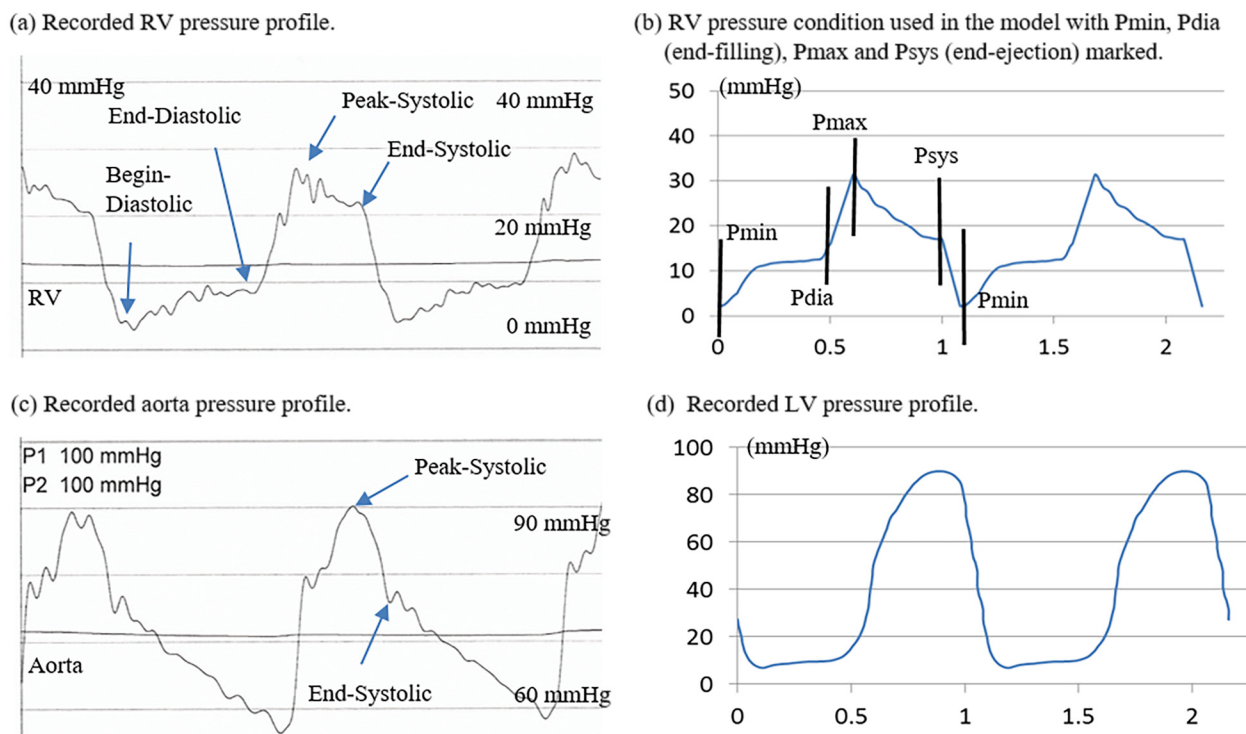 (a) Recorded RV pressure profile.
40 mmHg
40 mmHg
End-Diastolic
Peak-Systolic
End-Systolic
Begin-
Diastolic
20 mmHg
RV
0 mmHg
(b) RV pressure condition used in the model with Pmin, Pdia
(end-filling), Pmax and Psys (end-ejection) marked.
(mmHg)
50
40
30
20
10
0
Pmax
Psys
Pmin
Pdia
Pmin
0
0.5
1
1.5
2
(c) Recorded aorta pressure profile.
P1 100 mmHg
P2 100 mmHg
Peak-Systolic
90 mmHg
Aorta
End-Systolic
60 mmHg
(d) Recorded LV pressure profile.
(mmHg)
100
80
60
40
20
0
0
0.5
1
1.5
2